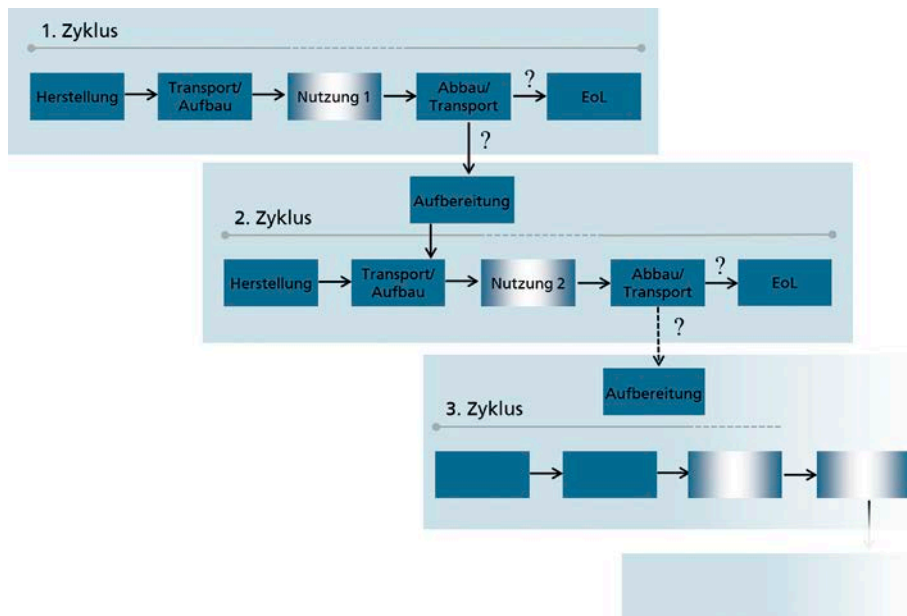 1. Zyklus
Herstellung
Transport/
Aufbau
Nutzung 1
Abbau/
Transport
?
EoL
?
Aufbereitung
2. Zyklus
Herstellung
Transport/
Aufbau
Nutzung 2
Abbau/
Transport
?
EoL
?
Aufbereitung
3. Zyklus